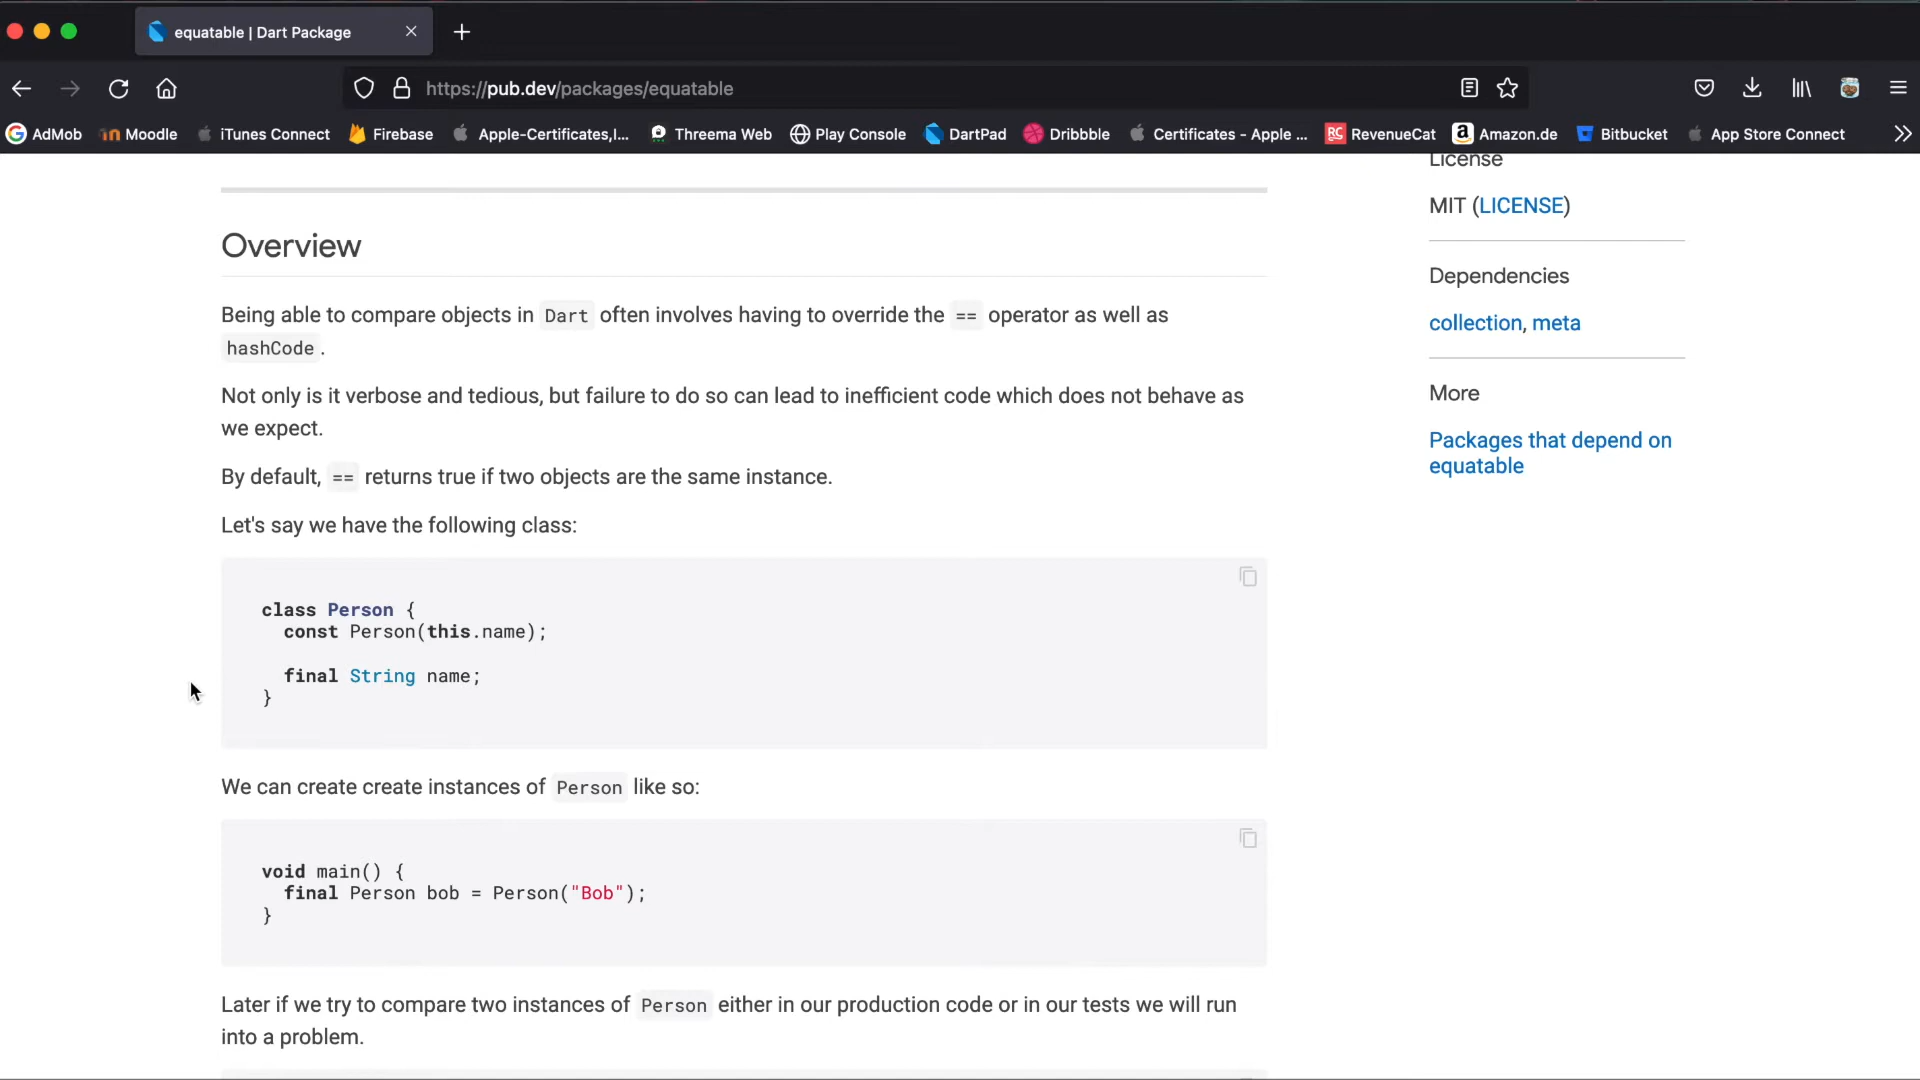 equatable | Dart Package
https://pub.dev/packages/equatable
AdMob Moodle iTunes Connect Firebase Apple-Certificates,I... Threema Web Play Console DartPad Dribbble Certificates - Apple ... RC RevenueCat a Amazon.de Bitbucket App Store Connect
License
MIT (LICENSE)
Dependencies
collection, meta
More
Packages that depend on
equatable
Overview
Being able to compare objects in Dart often involves having to override the == operator as well as
hashCode .
Not only is it verbose and tedious, but failure to do so can lead to inefficient code which does not behave as
we expect.
By default, == returns true if two objects are the same instance.
Let's say we have the following class:
class Person {
const Person(this.name);
final String name;
}
We can create create instances of Person like so:
void main() {
final Person bob = Person("Bob");
}
Later if we try to compare two instances of Person either in our production code or in our tests we will run
into a problem.